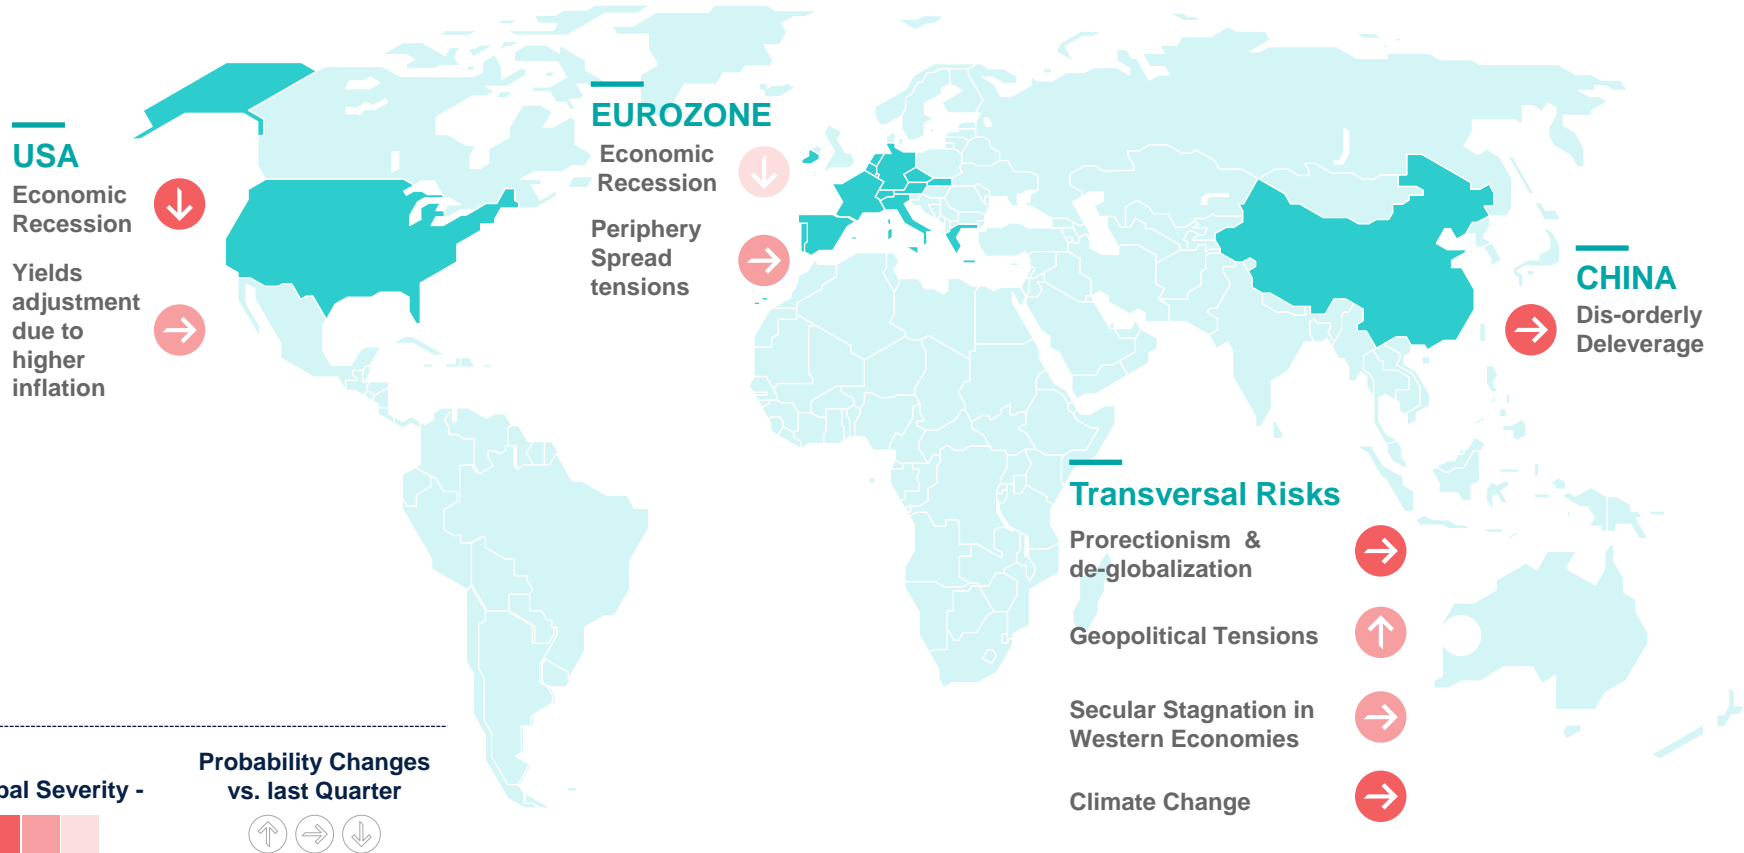 USA
Economic
Recession
Yields
adjustment
due to
higher
inflation
EUROZONE
Economic
Recession
Periphery
Spread
tensions
CHINA
Dis-orderly
Deleverage
Transversal Risks
Prorectionism &
de-globalization
Geopolitical Tensions
Secular Stagnation in
Western Economies
Climate Change
Severity -
Probability Changes
vs. last Quarter